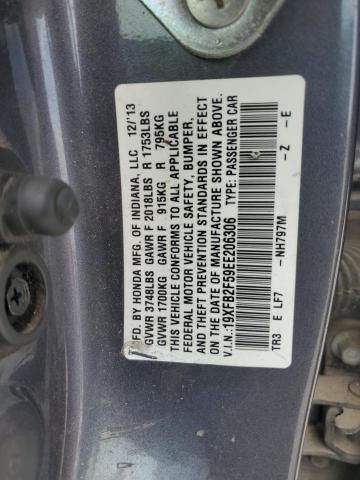 MFD. BY HONDA MFG. OF INDIANA, LLC 12/'13
GVWR 3748LBS GAWR F 2018LBS R 1753LBS
GVWR 1700KG GAWR F 915KG R 795KG
THIS VEHICLE CONFORMS TO ALL APPLICABLE
FEDERAL MOTOR VEHICLE SAFETY, BUMPER,
AND THEFT PREVENTION STANDARDS IN EFFECT
ON THE DATE OF MANUFACTURE SHOWN ABOVE.
V.I.N.:19XFB2F59EE206306 TYPE: PASSENGER CAR
TR3 E LF7 -NH797M -Z -E